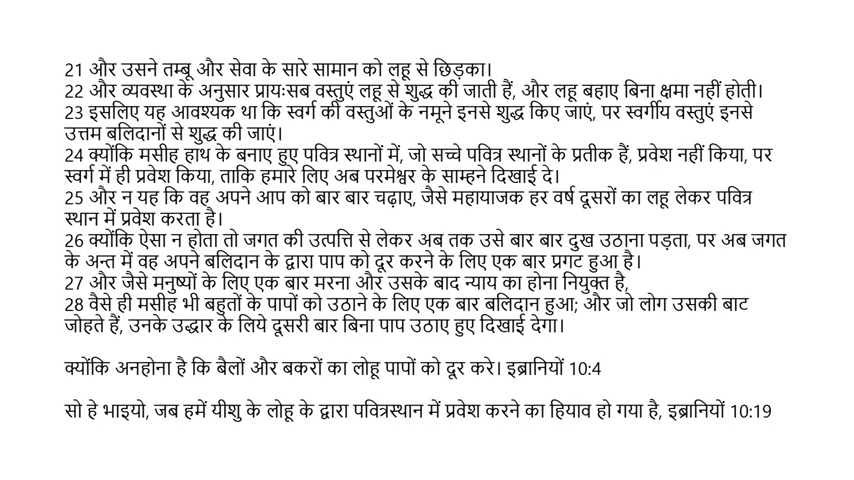 21 और उसने तम्बू और सेवा के सारे सामान को लहू से छिड़का।
22 और व्यवस्था के अनुसार प्रायःसब वस्तुएं लहू से शुद्ध की जाती हैं, और लहू बहाए बिना क्षमा नहीं होती।
23 इसलिए यह आवश्यक था कि स्वर्ग की वस्तुओं के नमूने इनसे शुद्ध किए जाएं, पर स्वर्गीय वस्तुएं इनसे
उत्तम बलिदानों से शुद्ध की जाएं।
24 क्योंकि मसीह हाथ के बनाए हुए पवित्र स्थानों में, जो सच्चे पवित्र स्थानों के प्रतीक हैं, प्रवेश नहीं किया, पर
स्वर्ग में ही प्रवेश किया, ताकि हमारे लिए अब परमेश्वर के साम्हने दिखाई दे।
25 और न यह कि वह अपने आप को बार बार चढ़ाए, जैसे महायाजक हर वर्ष दूसरों का लहू लेकर पवित्र
स्थान में प्रवेश करता है।
26 क्योंकि ऐसा न होता तो जगत की उत्पत्ति से लेकर अब तक उसे बार बार दुख उठाना पड़ता, पर अब जगत
के अन्त में वह अपने बलिदान के द्वारा पाप को दूर करने के लिए एक बार प्रगट हुआ है।
27 और जैसे मनुष्यों के लिए एक बार मरना और उसके बाद न्याय का होना नियुक्त है,
28 वैसे ही मसीह भी बहुतों के पापों को उठाने के लिए एक बार बलिदान हुआ; और जो लोग उसकी बाट
जोहते हैं, उनके उद्धार के लिये दूसरी बार बिना पाप उठाए हुए दिखाई देगा।
क्योंकि अनहोना है कि बैलों और बकरों का लोहू पापों को दूर करे। इब्रानियों 10:4
सो हे भाइयो, जब हमें यीशु के लोहू के द्वारा पवित्रस्थान में प्रवेश करने का हियाव हो गया है, इब्रानियों 10:19